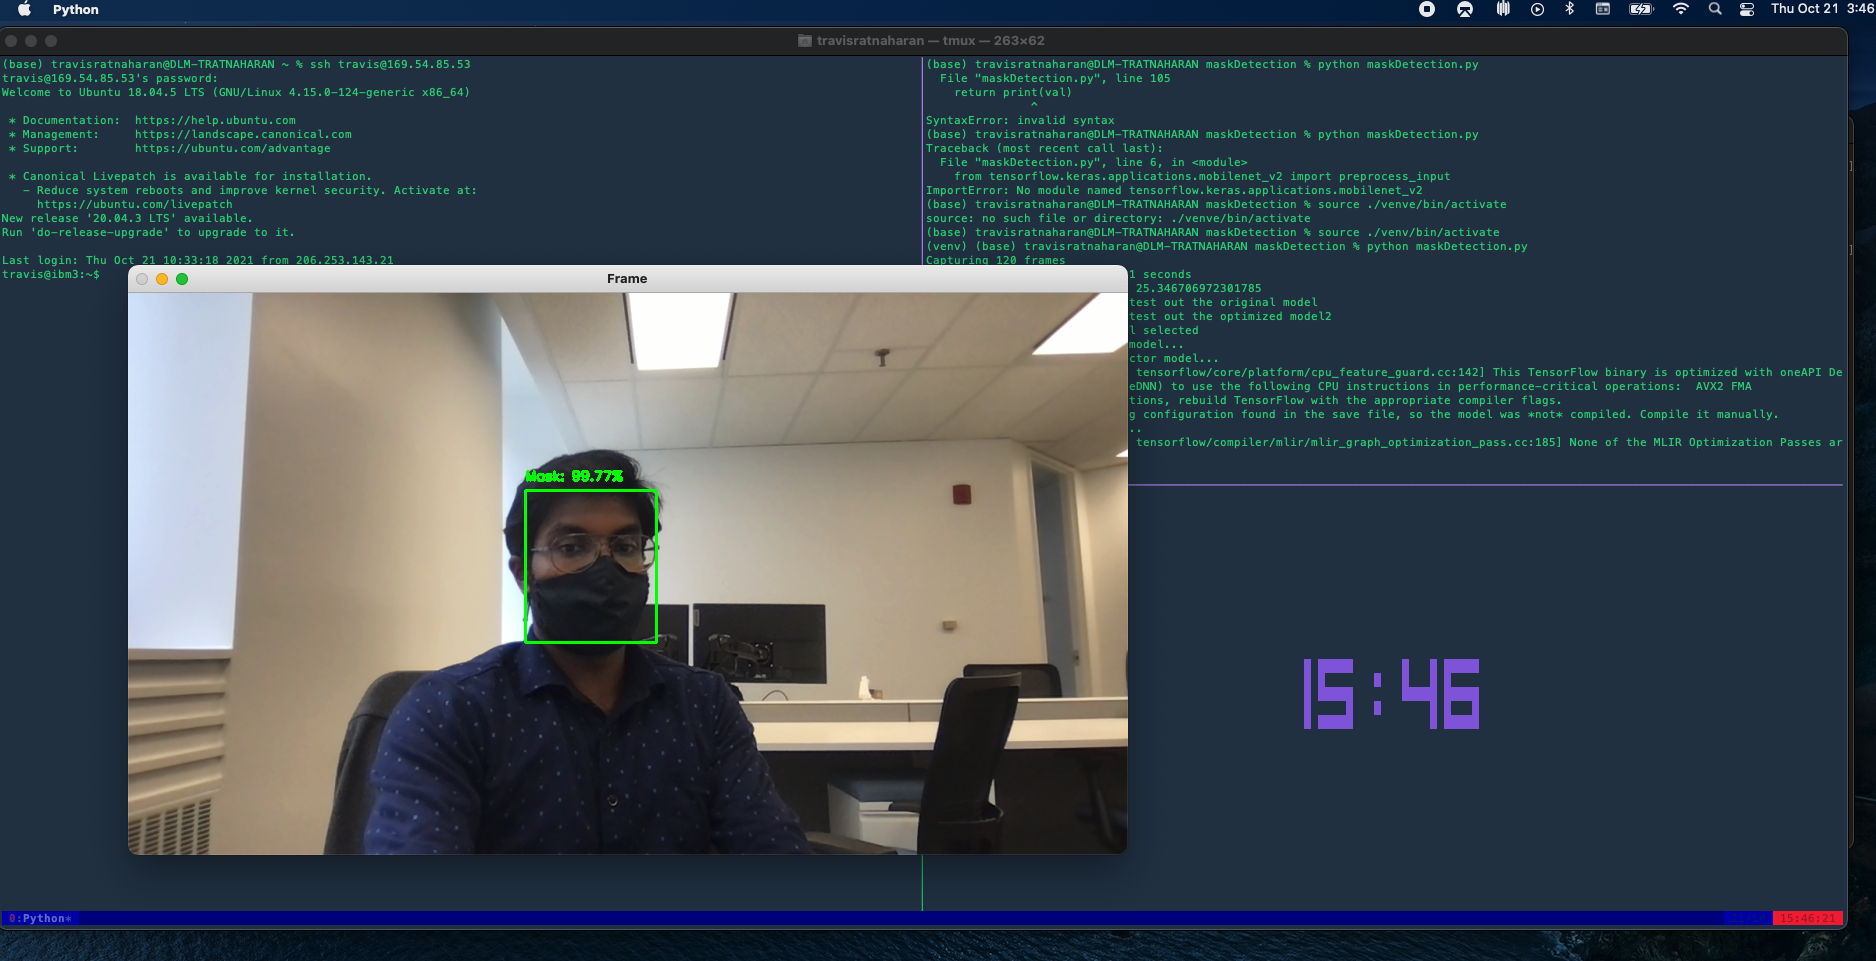 Python
Thu Oct 21 3:46
travisratnaharan — tmux — 263×62
(base) travisratnaharan@DLM-TRATNAHARAN ~ % ssh travis@169.54.85.53
travis@169.54.85.53's password:
Welcome to Ubuntu 18.04.5 LTS (GNU/Linux 4.15.0-124-generic x86_64)
* Documentation: https://help.ubuntu.com
* Management: https://landscape.canonical.com
* Support: https://ubuntu.com/advantage
* Canonical Livepatch is available for installation.
- Reduce system reboots and improve kernel security. Activate at:
https://ubuntu.com/livepatch
New release '20.04.3 LTS' available.
Run 'do-release-upgrade' to upgrade to it.
Last login: Thu Oct 21 10:33:18 2021 from 206.253.143.21
travis@ibm3:~$
(base) travisratnaharan@DLM-TRATNAHARAN maskDetection % python maskDetection.py
File "maskDetection.py", line 105
return print(val)
^
SyntaxError: invalid syntax
(base) travisratnaharan@DLM-TRATNAHARAN maskDetection % python maskDetection.py
Traceback (most recent call last):
File "maskDetection.py", line 6, in <module>
from tensorflow.keras.applications.mobilenet_v2 import preprocess_input
ImportError: No module named tensorflow.keras.applications.mobilenet_v2
(base) travisratnaharan@DLM-TRATNAHARAN maskDetection % source ./venve/bin/activate
source: no such file or directory: ./venve/bin/activate
(base) travisratnaharan@DLM-TRATNAHARAN maskDetection % source ./venv/bin/activate
(venv) (base) travisratnaharan@DLM-TRATNAHARAN maskDetection % python maskDetection.py
Capturing 120 frames
1 seconds
25.346706972301785
test out the original model
test out the optimized model2
l selected
model...
ctor model...
tensorflow/core/platform/cpu_feature_guard.cc:142] This TensorFlow binary is optimized with oneAPI De
eDNN) to use the following CPU instructions in performance-critical operations: AVX2 FMA
tions, rebuild TensorFlow with the appropriate compiler flags.
g configuration found in the save file, so the model was *not* compiled. Compile it manually.
..
tensorflow/compiler/mlir/mlir_graph_optimization_pass.cc:185] None of the MLIR Optimization Passes ar
Frame
Mask: 99.77%
15:46
0:Python*
15:46:21